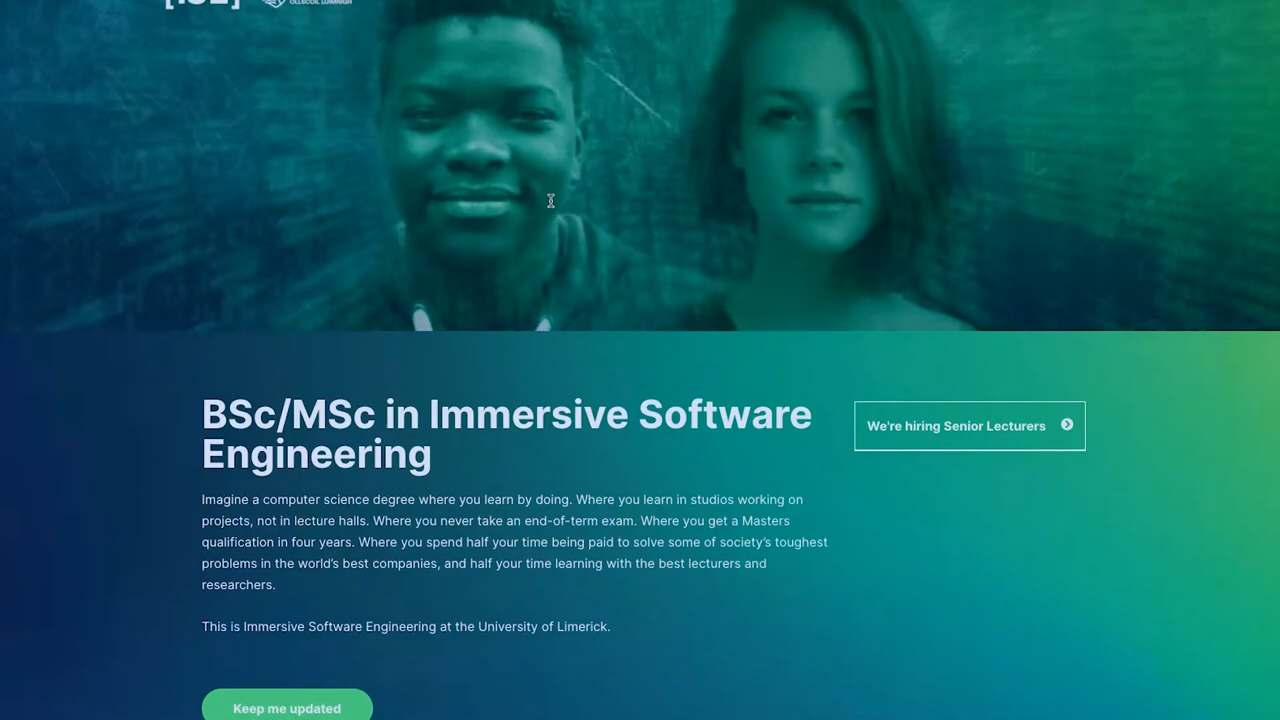 OLLSCOIL LUIMNIGH
BSc/MSc in Immersive Software
Engineering
We're hiring Senior Lecturers
Imagine a computer science degree where you learn by doing. Where you learn in studios working on
projects, not in lecture halls. Where you never take an end-of-term exam. Where you get a Masters
qualification in four years. Where you spend half your time being paid to solve some of society's toughest
problems in the world's best companies, and half your time learning with the best lecturers and
researchers.
This is Immersive Software Engineering at the University of Limerick.
Keep me updated